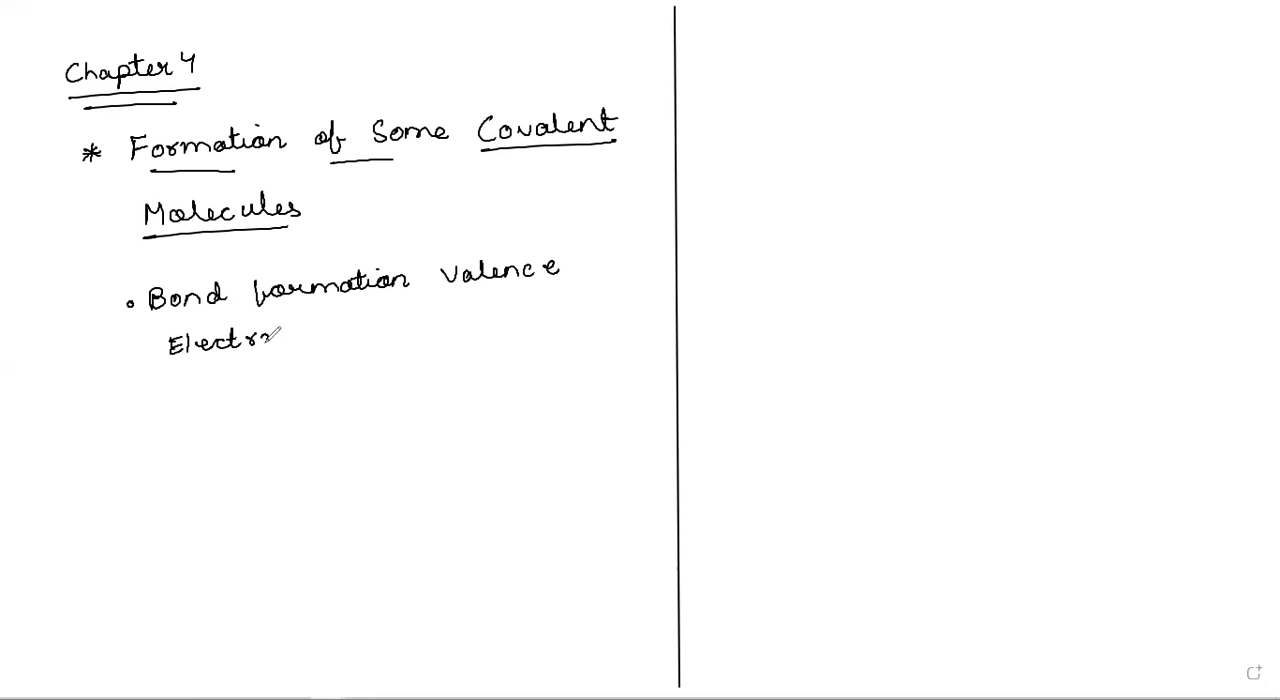 Chapter 4
* Formation of Some Covalent
Molecules
• Bond formation valence